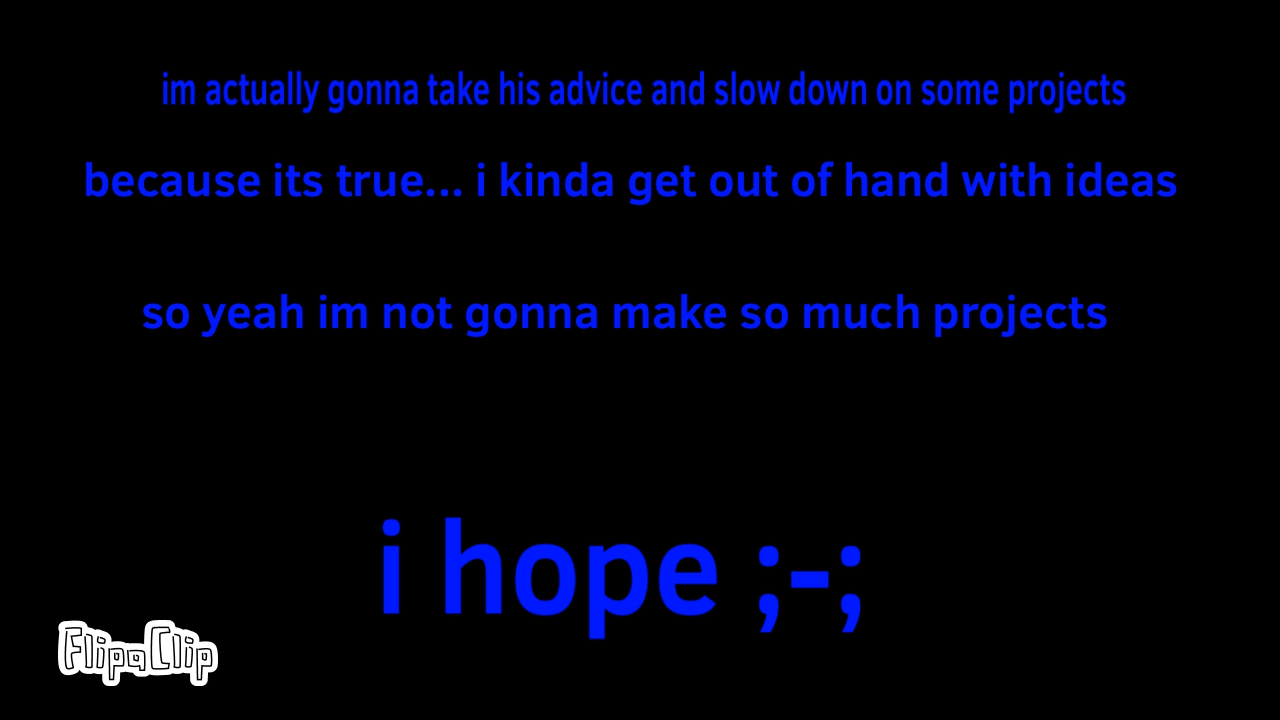 im actually gonna take his advice and slow down on some projects
because its true... i kinda get out of hand with ideas
so yeah im not gonna make so much projects
i hope ;-;
FlipaClip